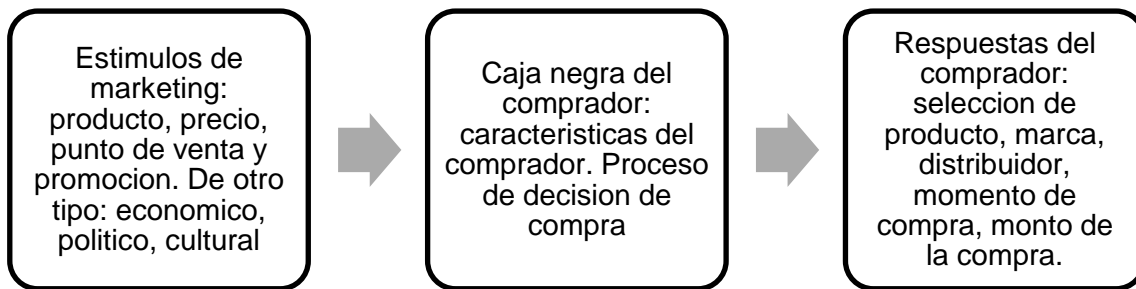 Estimulos de
marketing:
producto, precio,
punto de venta y
promocion. De otro
tipo: economico,
politico, cultural
Caja negra del
comprador:
caracteristicas del
comprador. Proceso
de decision de
compra
Respuestas del
comprador:
seleccion de
producto, marca,
distribuidor,
momento de
compra, monto de
la compra.